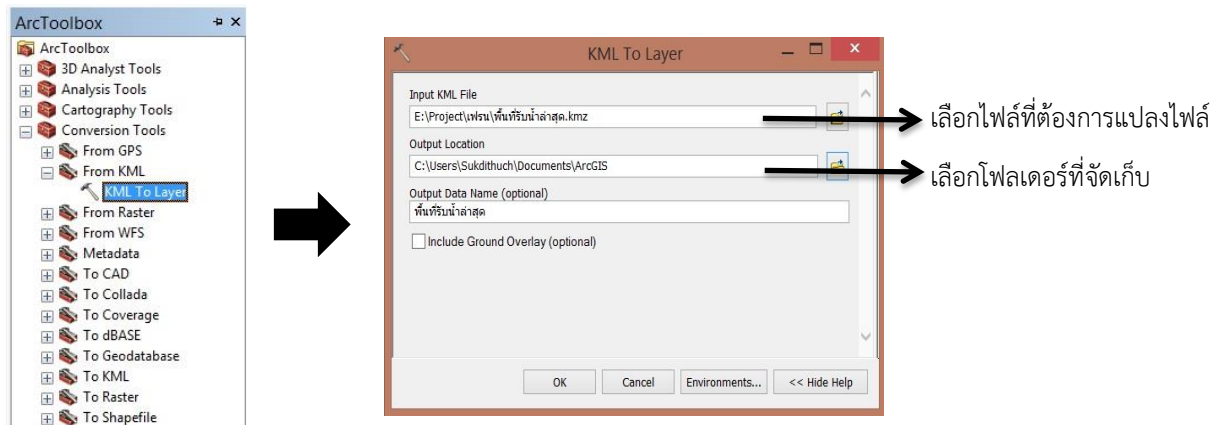 ArcToolbox
ArcToolbox
3D Analyst Tools
Analysis Tools
Cartography Tools
Conversion Tools
From GPS
From KML
KML To Layer
From Raster
From WFS
Metadata
To CAD
To Collada
To Coverage
To dBASE
To Geodatabase
To KML
To Raster
To Shapefile
KML To Layer
Input KML File
E:\Project\เฟรน\พื้นที่รับน้ำล่าสุด.kmz
Output Location
C:\Users\Sukdithuch\Documents\ArcGIS
Output Data Name (optional)
พื้นที่รับน้ำล่าสุด
Include Ground Overlay (optional)
OK
Cancel
Environments...
<< Hide Help
เลือกไฟล์ที่ต้องการแปลงไฟล์
เลือกโฟลเดอร์ที่จัดเก็บ